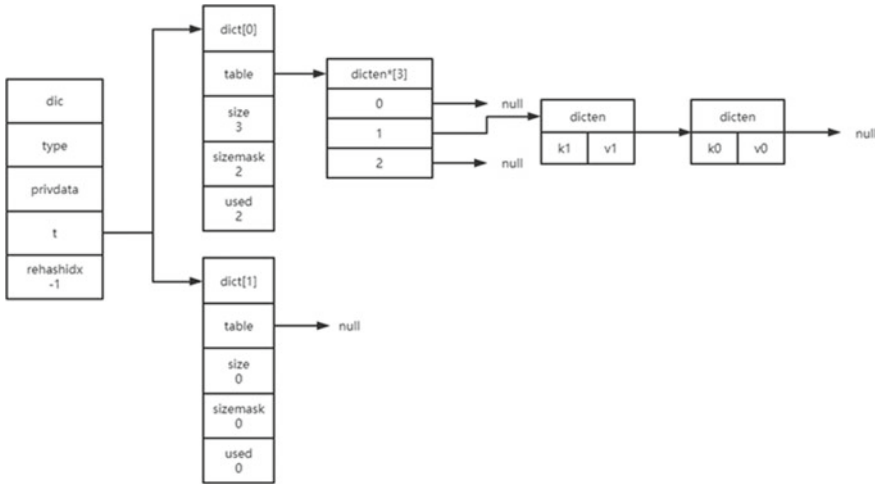 dic
type
privdata
t
rehashidx
-1
dict[0]
table
size
3
sizemask
2
used
2
dicten*[3]
0
1
2
null
null
dicten
k1 v1
dicten
k0 v0
null
dict[1]
table
size
0
sizemask
0
used
0
null